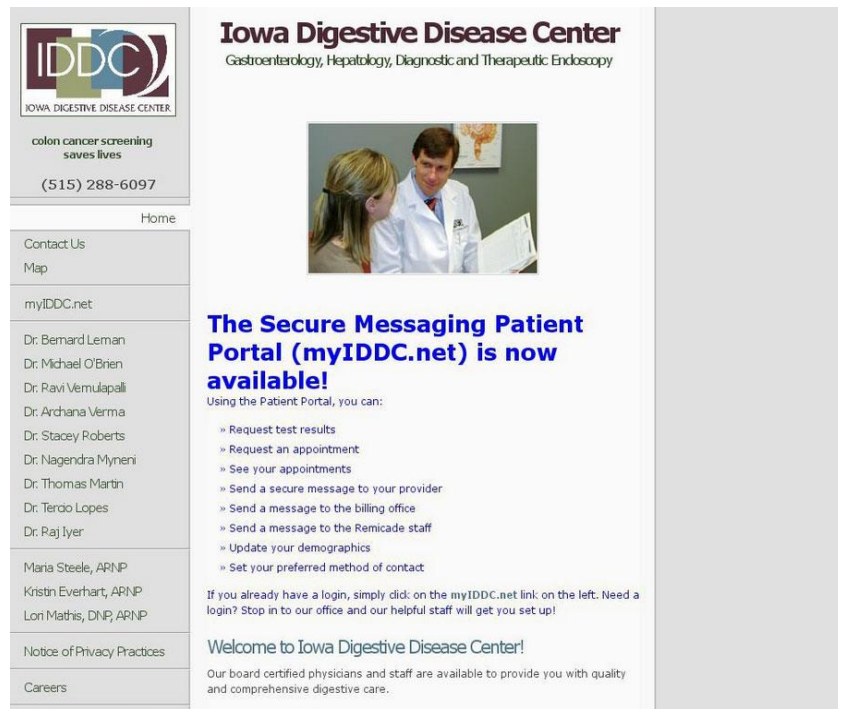 IDDC
IOWA DIGESTIVE DISEASE CENTER
colon cancer screening
saves lives
(515) 288-6097
Home
Contact Us
Map
myIDDC.net
Dr. Bernard Leman
Dr. Michael O'Brien
Dr. Ravi Vemulapalli
Dr. Archana Verma
Dr. Stacey Roberts
Dr. Nagendra Myneni
Dr. Thomas Martin
Dr. Tercio Lopes
Dr. Raj Iyer
Maria Steele, ARNP
Kristin Everhart, ARNP
Lori Mathis, DNP, ARNP
Notice of Privacy Practices
Careers
Iowa Digestive Disease Center
Gastroenterology, Hepatology, Diagnostic and Therapeutic Endoscopy
The Secure Messaging Patient
Portal (myIDDC.net) is now
available!
Using the Patient Portal, you can:
» Request test results
» Request an appointment
» See your appointments
» Send a secure message to your provider
» Send a message to the billing office
» Send a message to the Remicade staff
» Update your demographics
» Set your preferred method of contact
If you already have a login, simply click on the myIDDC.net link on the left. Need a
login? Stop in to our office and our helpful staff will get you set up!
Welcome to Iowa Digestive Disease Center!
Our board certified physicians and staff are available to provide you with quality
and comprehensive digestive care.